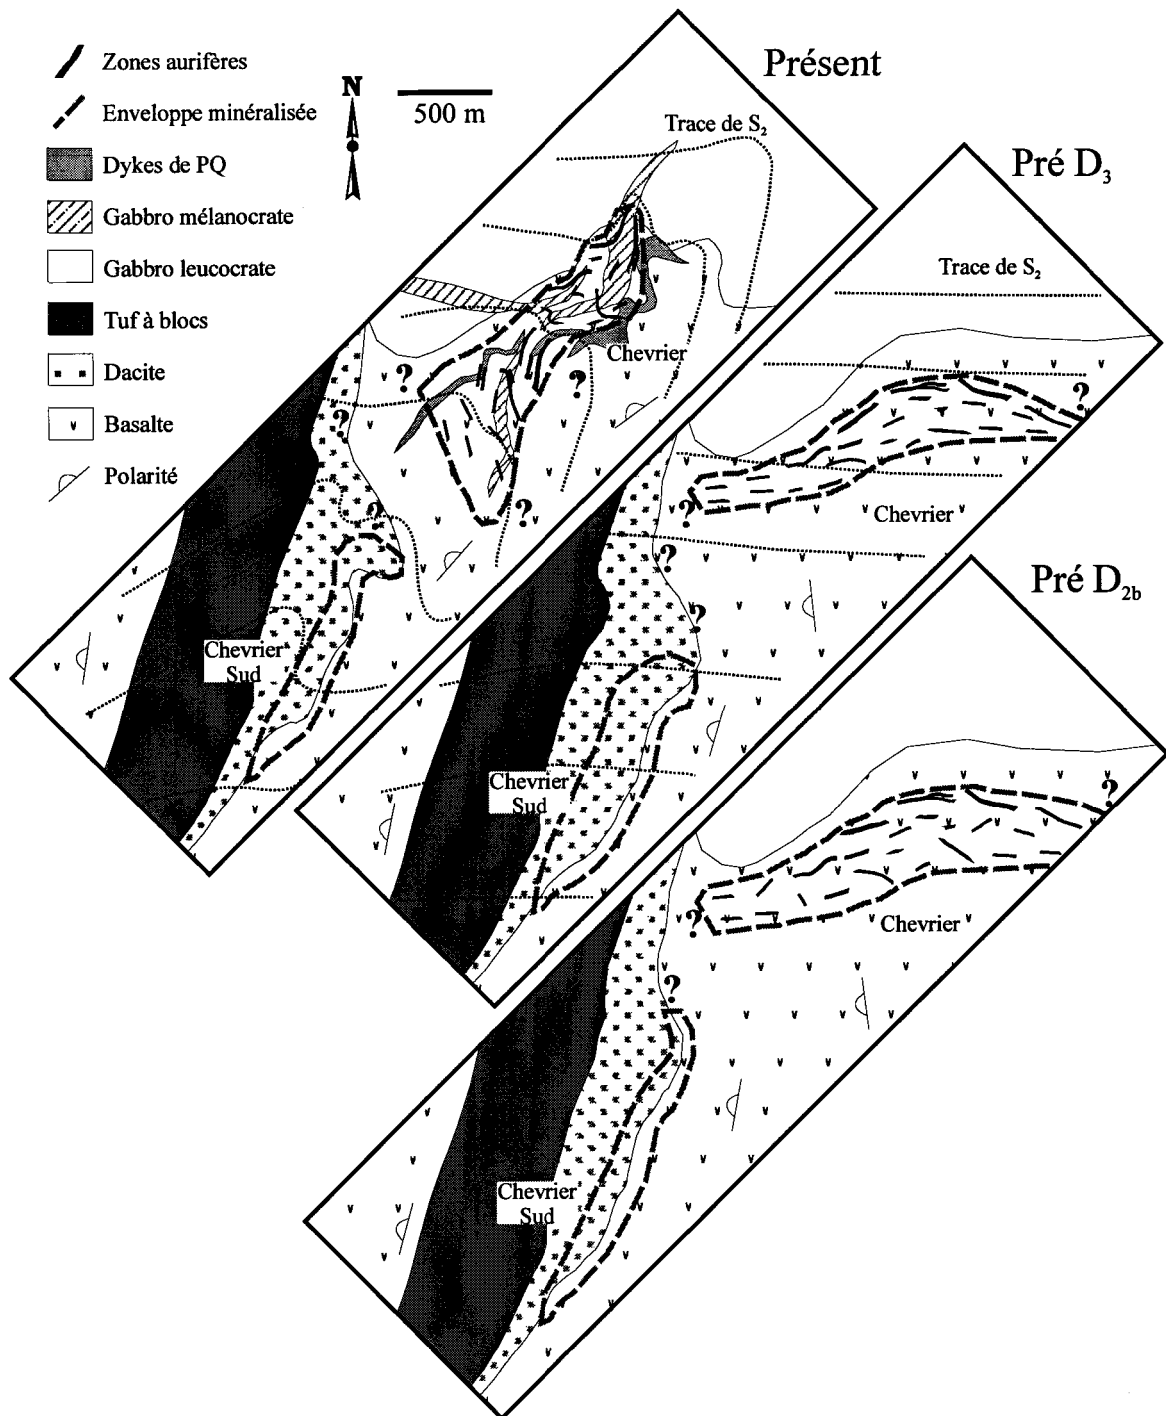 Zones aurifères
Enveloppe minéralisée
Dykes de PQ
Gabbro mélanocrate
Gabbro leucocrate
Tuf à blocs
Dacite
Basalte
Polarité
N
500 m
Présent
Trace de S₂
Chevrier
?
?
?
?
?
Chevrier
Sud
Pré D₃
Trace de S₂
?
Chevrier
?
?
?
Chevrier
Sud
Pré D₂b
?
Chevrier
?
?
Chevrier
Sud